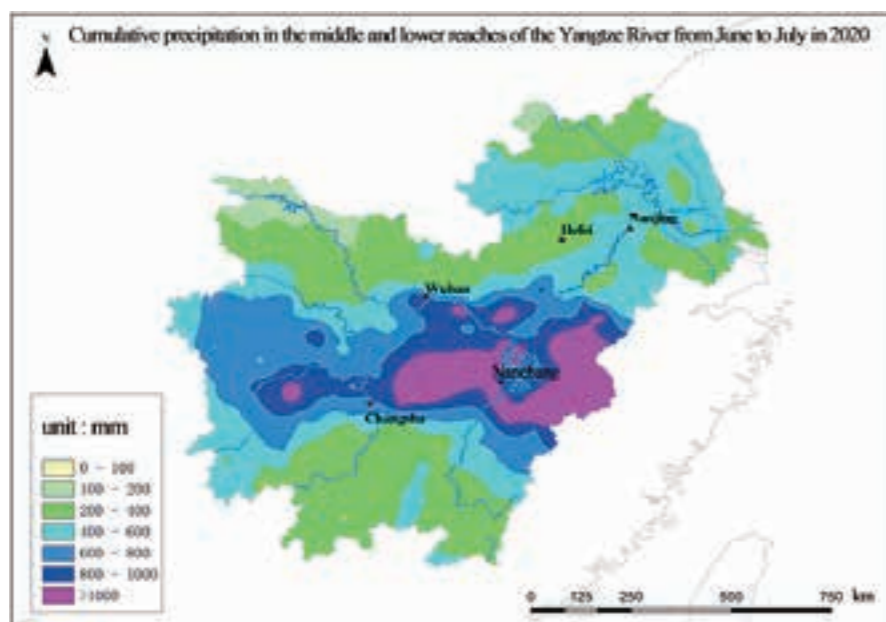 N
Cumulative precipitation in the middle and lower reaches of the Yangtze River from June to July in 2020
Nanjing
Hefei
Wuhan
Nanchang
Changsha
unit : mm
0 - 100
100 - 200
200 - 400
400 - 600
600 - 800
800 - 1000
>1000
0 125 250 500 750 km